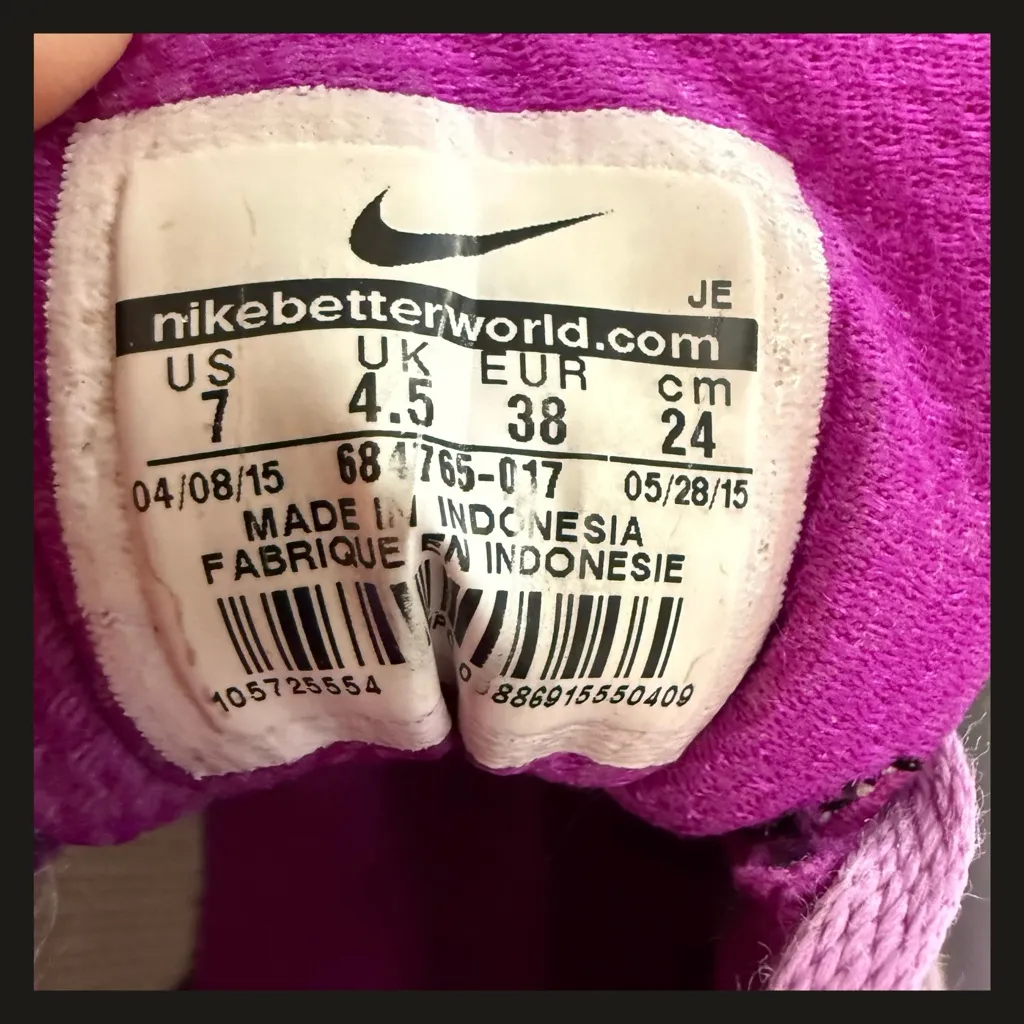 JE
nikebetterworld.com
US UK EUR cm
7 4.5 38 24
04/08/15 684765-017 05/28/15
MADE IN INDONESIA
FABRIQUE EN INDONESIE
105725554 886915550409